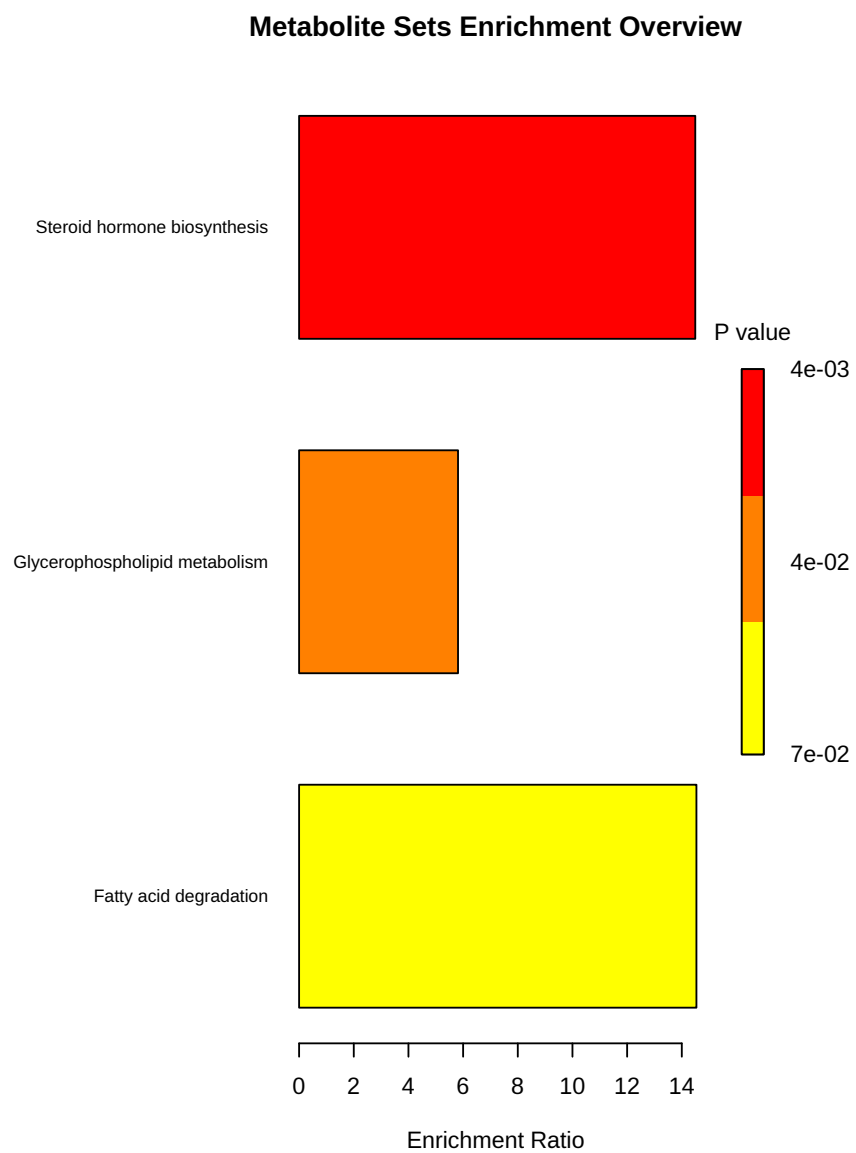 Metabolite Sets Enrichment Overview
Steroid hormone biosynthesis
P value
4e-03
Glycerophospholipid metabolism
4e-02
7e-02
Fatty acid degradation
0 2 4 6 8 10 12 14
Enrichment Ratio